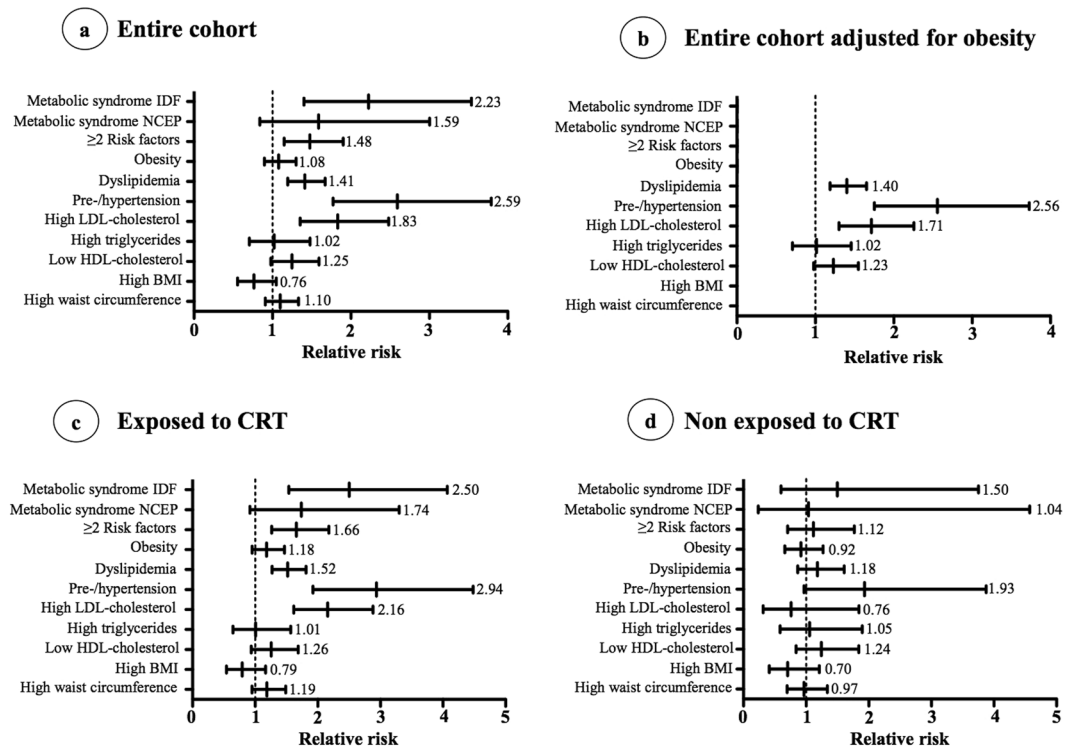 a Entire cohort
Metabolic syndrome IDF 2.23
Metabolic syndrome NCEP 1.59
≥2 Risk factors 1.48
Obesity 1.08
Dyslipidemia 1.41
Pre-/hypertension 2.59
High LDL-cholesterol 1.83
High triglycerides 1.02
Low HDL-cholesterol 1.25
High BMI 0.76
High waist circumference 1.10
0 1 2 3 4
Relative risk
b Entire cohort adjusted for obesity
Metabolic syndrome IDF
Metabolic syndrome NCEP
≥2 Risk factors
Obesity
Dyslipidemia 1.40
Pre-/hypertension 2.56
High LDL-cholesterol 1.71
High triglycerides 1.02
Low HDL-cholesterol 1.23
High BMI
High waist circumference
0 1 2 3 4
Relative risk
c Exposed to CRT
Metabolic syndrome IDF 2.50
Metabolic syndrome NCEP 1.74
≥2 Risk factors 1.66
Obesity 1.18
Dyslipidemia 1.52
Pre-/hypertension 2.94
High LDL-cholesterol 2.16
High triglycerides 1.01
Low HDL-cholesterol 1.26
High BMI 0.79
High waist circumference 1.19
0 1 2 3 4 5
Relative risk
d Non exposed to CRT
Metabolic syndrome IDF 1.50
Metabolic syndrome NCEP 1.04
≥2 Risk factors 1.12
Obesity 0.92
Dyslipidemia 1.18
Pre-/hypertension 1.93
High LDL-cholesterol 0.76
High triglycerides 1.05
Low HDL-cholesterol 1.24
High BMI 0.70
High waist circumference 0.97
0 1 2 3 4 5
Relative risk